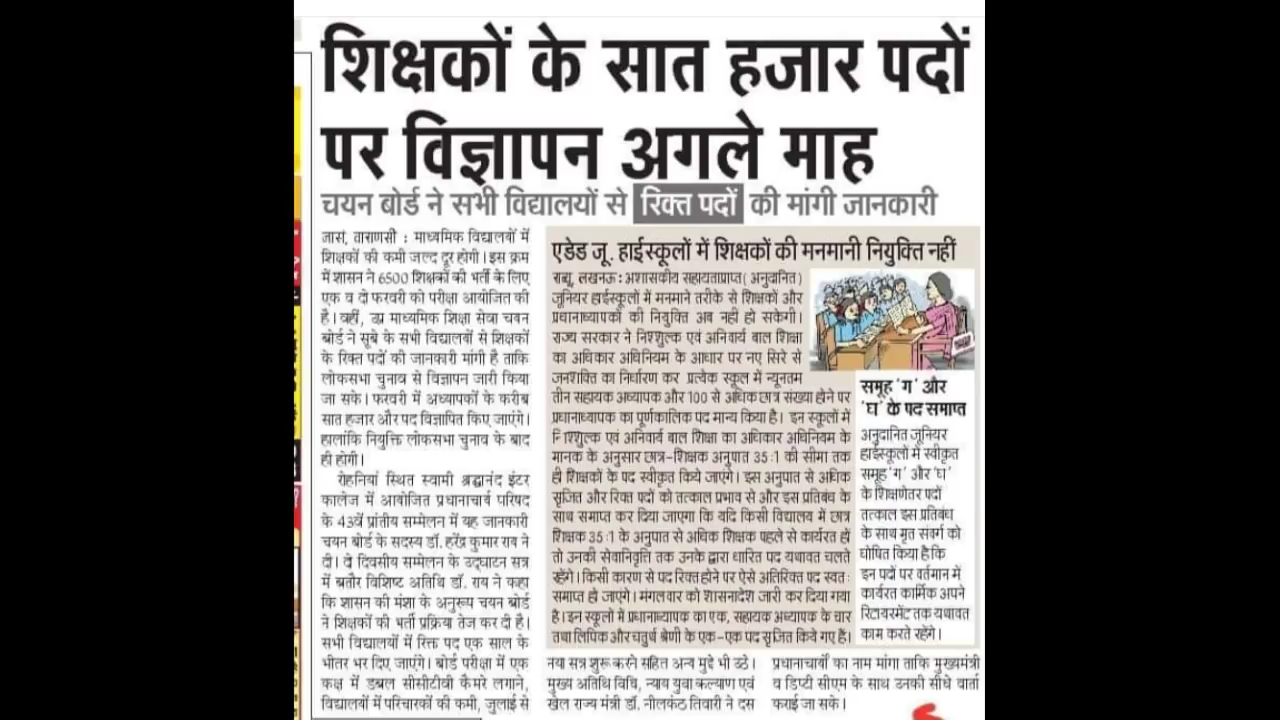 शिक्षकों के सात हजार पदों
पर विज्ञापन अगले माह
चयन बोर्ड ने सभी विद्यालयों से रिक्त पदों की मांगी जानकारी
जासं, वाराणसी : माध्यमिक विद्यालयों में
शिक्षकों की कमी जल्द दूर होगी। इस क्रम
में शासन ने 6500 शिक्षकों की भर्ती के लिए
एक व दो फरवरी को परीक्षा आयोजित की
है। वहीं, उप्र माध्यमिक शिक्षा सेवा चयन
बोर्ड ने सूबे के सभी विद्यालयों से शिक्षकों
के रिक्त पदों की जानकारी मांगी है ताकि
लोकसभा चुनाव से विज्ञापन जारी किया
जा सके। फरवरी में अध्यापकों के करीब
सात हजार और पद विज्ञापित किए जाएंगे।
हालांकि नियुक्ति लोकसभा चुनाव के बाद
ही होगी।
रोहनियां स्थित स्वामी ब्रह्मानंद इंटर
कालेज में आयोजित प्रधानाचार्य परिषद
के 43वें प्रांतीय सम्मेलन में यह जानकारी
चयन बोर्ड के सदस्य डॉ. हरेंद्र कुमार राय ने
दी। दो दिवसीय सम्मेलन के उद्घाटन सत्र
में बतौर विशिष्ट अतिथि डॉ. राय ने कहा
कि शासन की मंशा के अनुरूप चयन बोर्ड
ने शिक्षकों की भर्ती प्रक्रिया तेज कर दी है।
सभी विद्यालयों में रिक्त पद एक साल के
भीतर भर दिए जाएंगे। बोर्ड परीक्षा में एक
कक्ष में डबल सीसीटीवी कैमरे लगाने,
विद्यालयों में परिचारकों की कमी, जुलाई से
एडेड जू. हाईस्कूलों में शिक्षकों की मनमानी नियुक्ति नहीं
राब्यू, लखनऊ : अशासकीय सहायताप्राप्त (अनुदानित)
जूनियर हाईस्कूलों में मनमाने तरीके से शिक्षकों और
प्रधानाध्यापकों की नियुक्ति अब नहीं हो सकेगी।
राज्य सरकार ने निश्शुल्क एवं अनिवार्य बाल शिक्षा
का अधिकार अधिनियम के आधार पर नए सिरे से
जनशक्ति का निर्धारण कर प्रत्येक स्कूल में न्यूनतम
तीन सहायक अध्यापक और 100 से अधिक छात्र संख्या होने पर
प्रधानाध्यापक का पूर्णकालिक पद मान्य किया है। इन स्कूलों में
निश्शुल्क एवं अनिवार्य बाल शिक्षा का अधिकार अधिनियम के
मानक के अनुसार छात्र-शिक्षक अनुपात 35:1 की सीमा तक
ही शिक्षकों के पद स्वीकृत किये जाएंगे। इस अनुपात से अधिक
सृजित और रिक्त पदों को तत्काल प्रभाव से और इस प्रतिबंध के
साथ समाप्त कर दिया जाएगा कि यदि किसी विद्यालय में छात्र
शिक्षक 35:1 के अनुपात से अधिक शिक्षक पहले से कार्यरत हों
तो उनकी सेवानिवृत्ति तक उनके द्वारा धारित पद यथावत चलते
रहेंगे। किसी कारण से पद रिक्त होने पर ऐसे अतिरिक्त पद स्वत:
समाप्त हो जाएंगे। मंगलवार को शासनादेश जारी कर दिया गया
है। इन स्कूलों में प्रधानाध्यापक का एक, सहायक अध्यापक के चार
तथा लिपिक और चतुर्थ श्रेणी के एक-एक पद सृजित किये गए हैं।
समूह 'ग' और
'घ' के पद समाप्त
अनुदानित जूनियर
हाईस्कूलों में स्वीकृत
समूह 'ग' और 'घ'
के शिक्षणेतर पदों
तत्काल इस प्रतिबंध
के साथ मृत संवर्ग को
घोषित किया है कि
इन पदों पर वर्तमान में
कार्यरत कार्मिक अपने
रिटायरमेंट तक यथावत
काम करते रहेंगे।
नया सत्र शुरू करने सहित अन्य मुद्दे भी उठे।
मुख्य अतिथि विधि, न्याय युवा कल्याण एवं
खेल राज्य मंत्री डॉ. नीलकंठ तिवारी ने दस
प्रधानाचार्यों का नाम मांगा ताकि मुख्यमंत्री
व डिप्टी सीएम के साथ उनकी सीधे वार्ता
कराई जा सके।